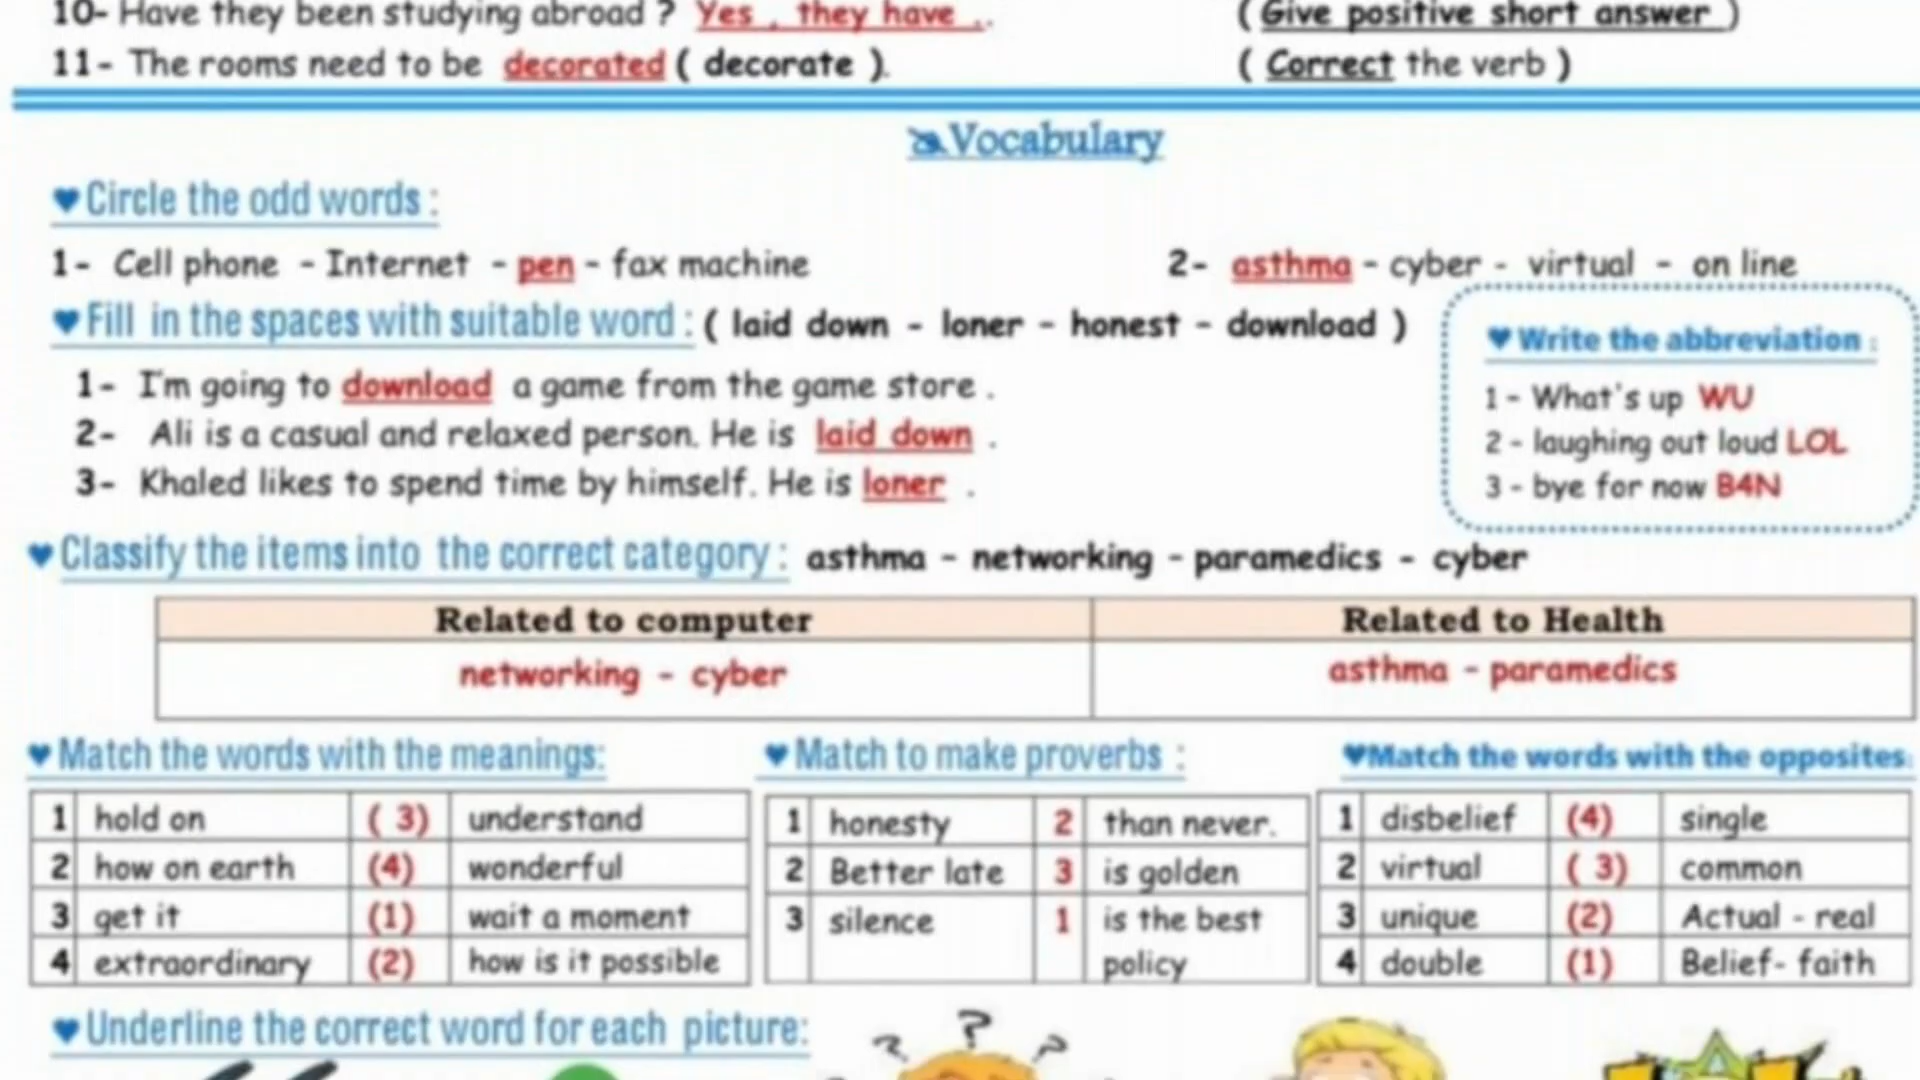 10- Have they been studying abroad ? Yes , they have .. ( Give positive short answer )
11- The rooms need to be decorated ( decorate ). ( Correct the verb )
Vocabulary
♥Circle the odd words :
1- Cell phone - Internet - pen - fax machine
2- asthma - cyber - virtual - on line
♥Fill in the spaces with suitable word : ( laid down - loner - honest - download )
1- I'm going to download a game from the game store .
2- Ali is a casual and relaxed person. He is laid down .
3- Khaled likes to spend time by himself. He is loner .
♥Write the abbreviation :
1 - What's up WU
2 - laughing out loud LOL
3 - bye for now B4N
♥Classify the items into the correct category : asthma - networking - paramedics - cyber
Related to computer Related to Health
networking - cyber asthma - paramedics
♥Match the words with the meanings:
1 hold on ( 3) understand
2 how on earth (4) wonderful
3 get it (1) wait a moment
4 extraordinary (2) how is it possible
♥Match to make proverbs :
1 honesty 2 than never.
2 Better late 3 is golden
3 silence 1 is the best
policy
♥Match the words with the opposites:
1 disbelief (4) single
2 virtual ( 3) common
3 unique (2) Actual - real
4 double (1) Belief- faith
♥Underline the correct word for each picture:
? ? ?